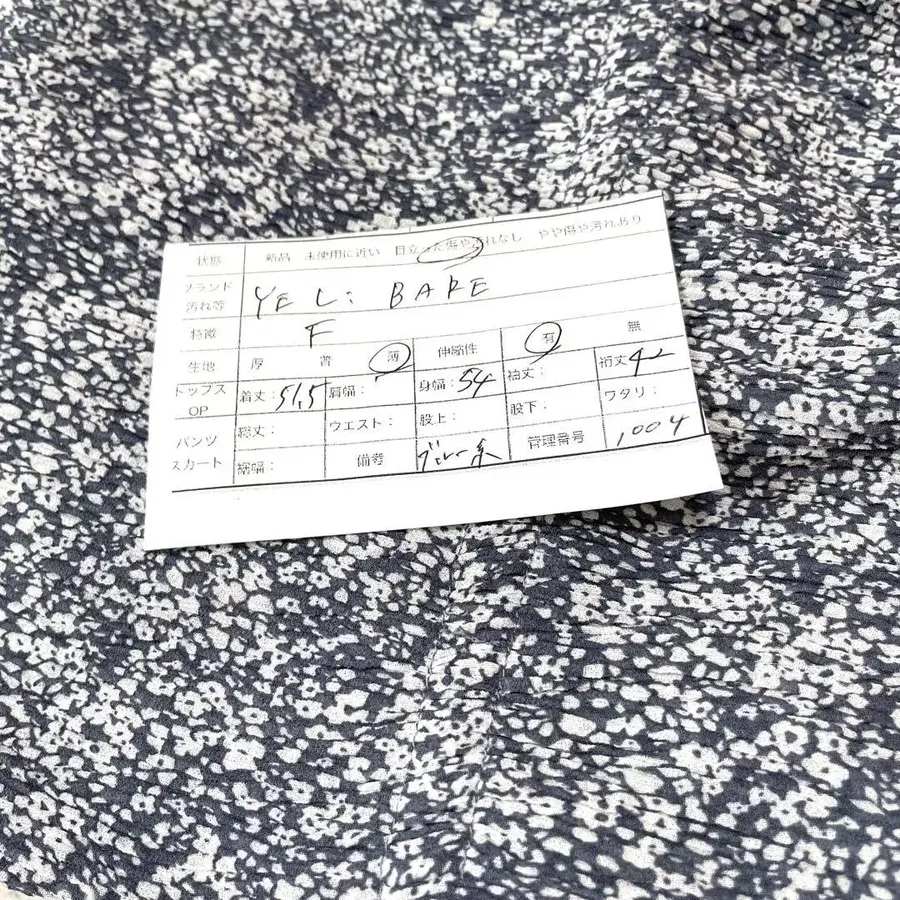 状態 新品 未使用に近い 目立った傷や汚れなし やや傷や汚れあり
ブランド YEL: BARE
汚れ等
特徴 F
生地 厚 普 薄 伸縮性 有 無
トップス OP 着丈: 51.5 肩幅: 身幅: 54 袖丈: 裄丈 42
パンツ 総丈: ウエスト: 股上: 股下: ワタリ:
スカート 裾幅: 備考 グレー系 管理番号 1004